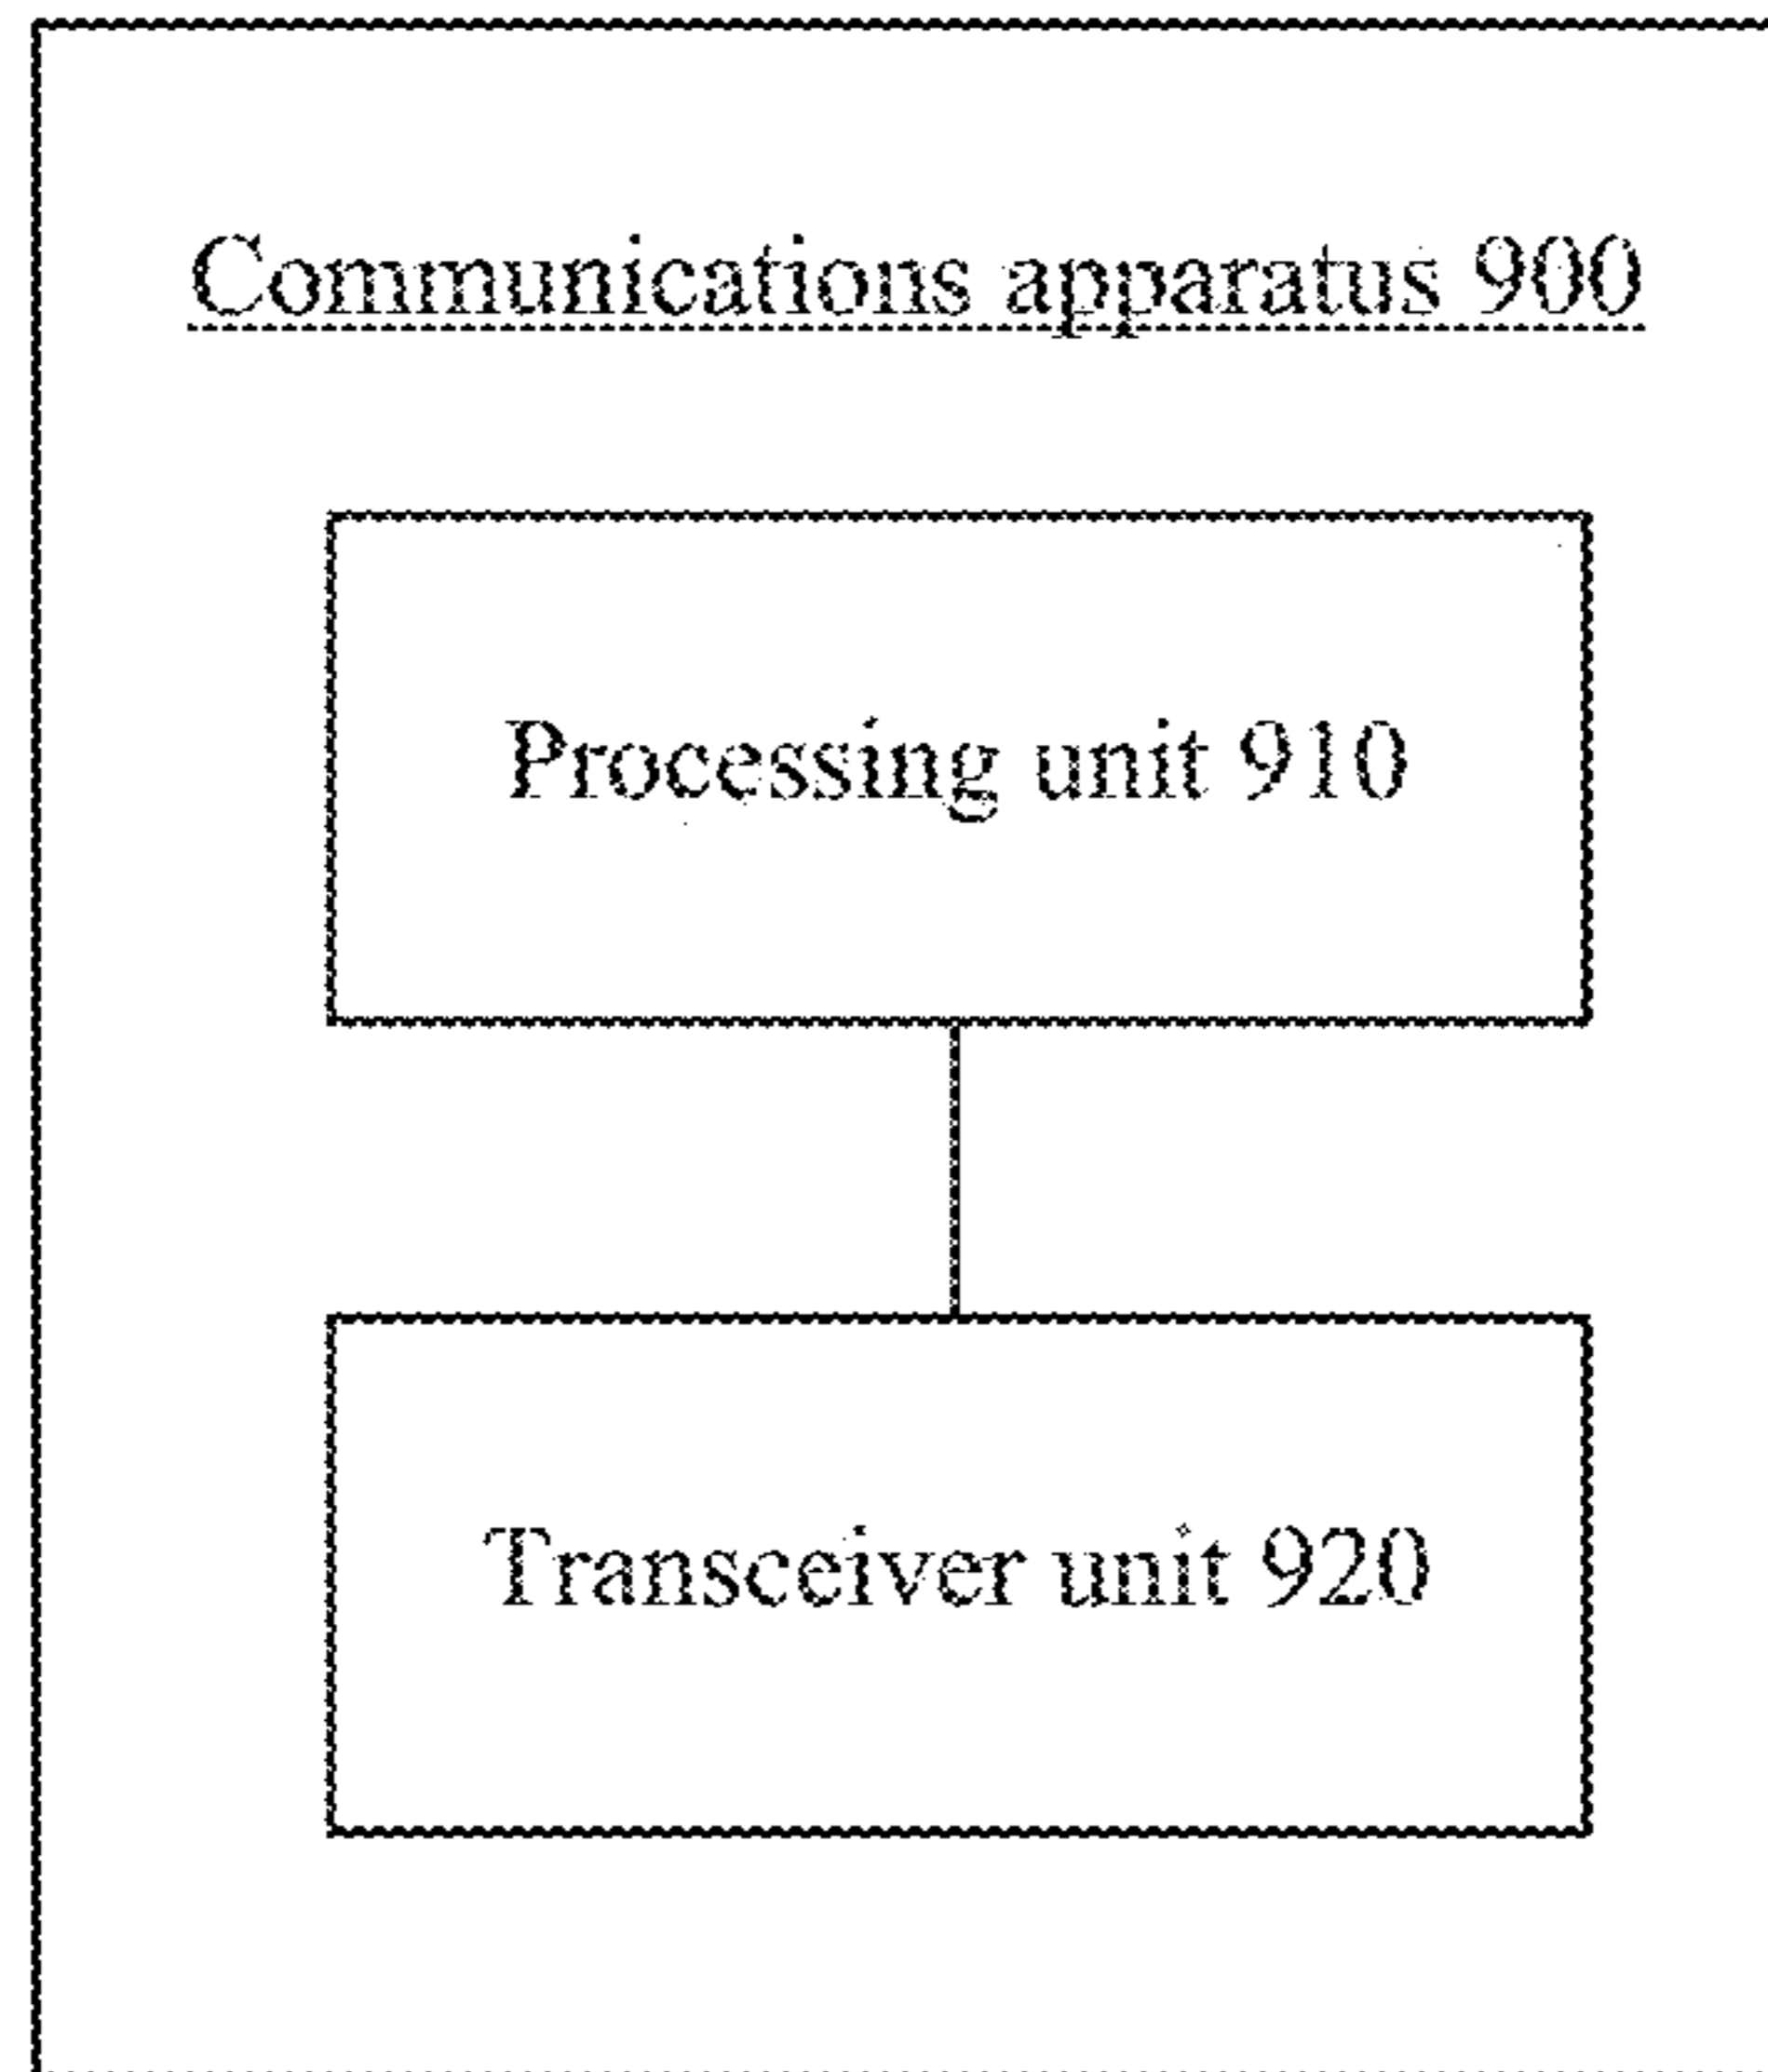 Communications apparatus 900
Processing unit 910
Transceiver unit 920